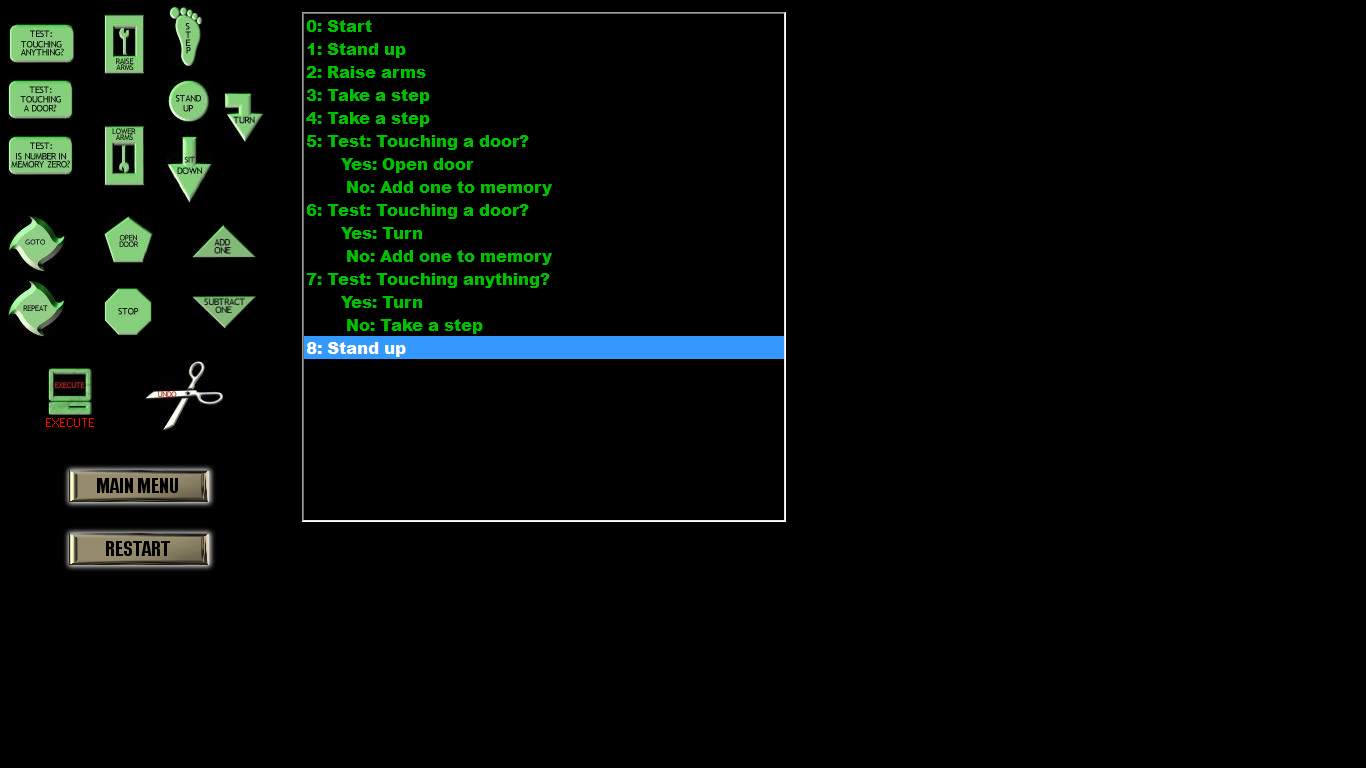 TEST:
TOUCHING
ANYTHING?
RAISE
ARMS
STEP
TEST:
TOUCHING
A DOOR?
STAND
UP
TURN
TEST:
IS NUMBER IN
MEMORY ZERO?
LOWER
ARMS
SIT
DOWN
GOTO
OPEN
DOOR
ADD
ONE
REPEAT
STOP
SUBTRACT
ONE
EXECUTE
EXECUTE
UNDO
MAIN MENU
RESTART
0: Start
1: Stand up
2: Raise arms
3: Take a step
4: Take a step
5: Test: Touching a door?
Yes: Open door
No: Add one to memory
6: Test: Touching a door?
Yes: Turn
No: Add one to memory
7: Test: Touching anything?
Yes: Turn
No: Take a step
8: Stand up